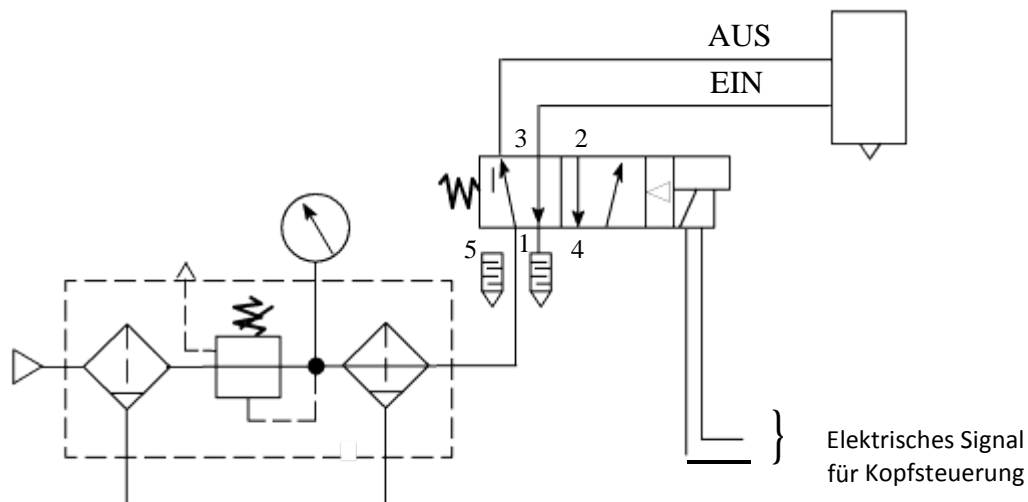 AUS
EIN
3 2
5 1 4
Elektrisches Signal
für Kopfsteuerung